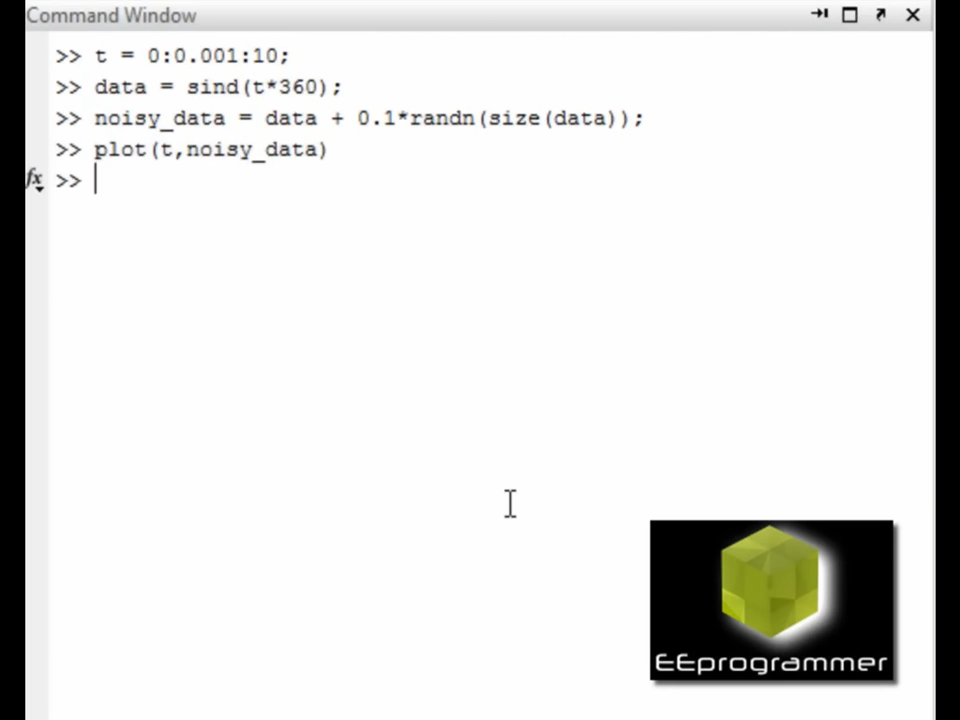 Command Window
>> t = 0:0.001:10;
>> data = sind(t*360);
>> noisy_data = data + 0.1*randn(size(data));
>> plot(t,noisy_data)
fx >>
EEprogrammer